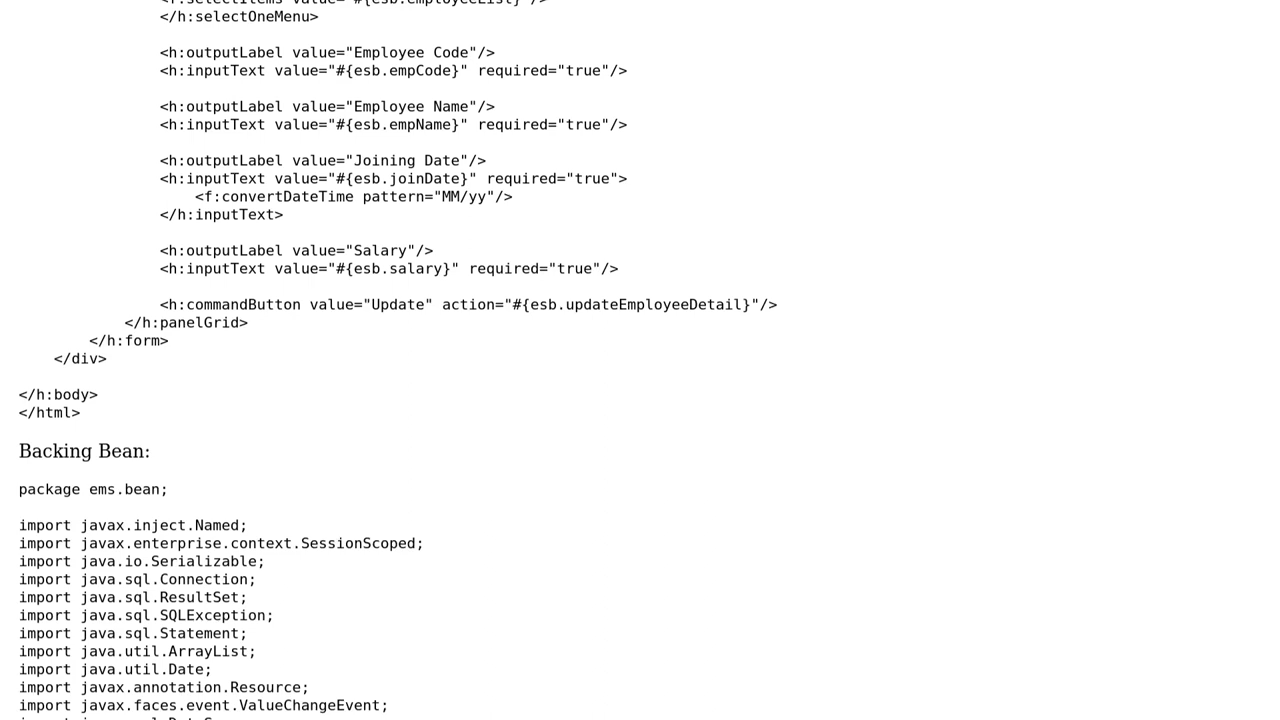 <f:selectItems value="#{esb.employeeList}"/>
</h:selectOneMenu>
<h:outputLabel value="Employee Code"/>
<h:inputText value="#{esb.empCode}" required="true"/>
<h:outputLabel value="Employee Name"/>
<h:inputText value="#{esb.empName}" required="true"/>
<h:outputLabel value="Joining Date"/>
<h:inputText value="#{esb.joinDate}" required="true">
<f:convertDateTime pattern="MM/yy"/>
</h:inputText>
<h:outputLabel value="Salary"/>
<h:inputText value="#{esb.salary}" required="true"/>
<h:commandButton value="Update" action="#{esb.updateEmployeeDetail}"/>
</h:panelGrid>
</h:form>
</div>
</h:body>
</html>
Backing Bean:
package ems.bean;
import javax.inject.Named;
import javax.enterprise.context.SessionScoped;
import java.io.Serializable;
import java.sql.Connection;
import java.sql.ResultSet;
import java.sql.SQLException;
import java.sql.Statement;
import java.util.ArrayList;
import java.util.Date;
import javax.annotation.Resource;
import javax.faces.event.ValueChangeEvent;